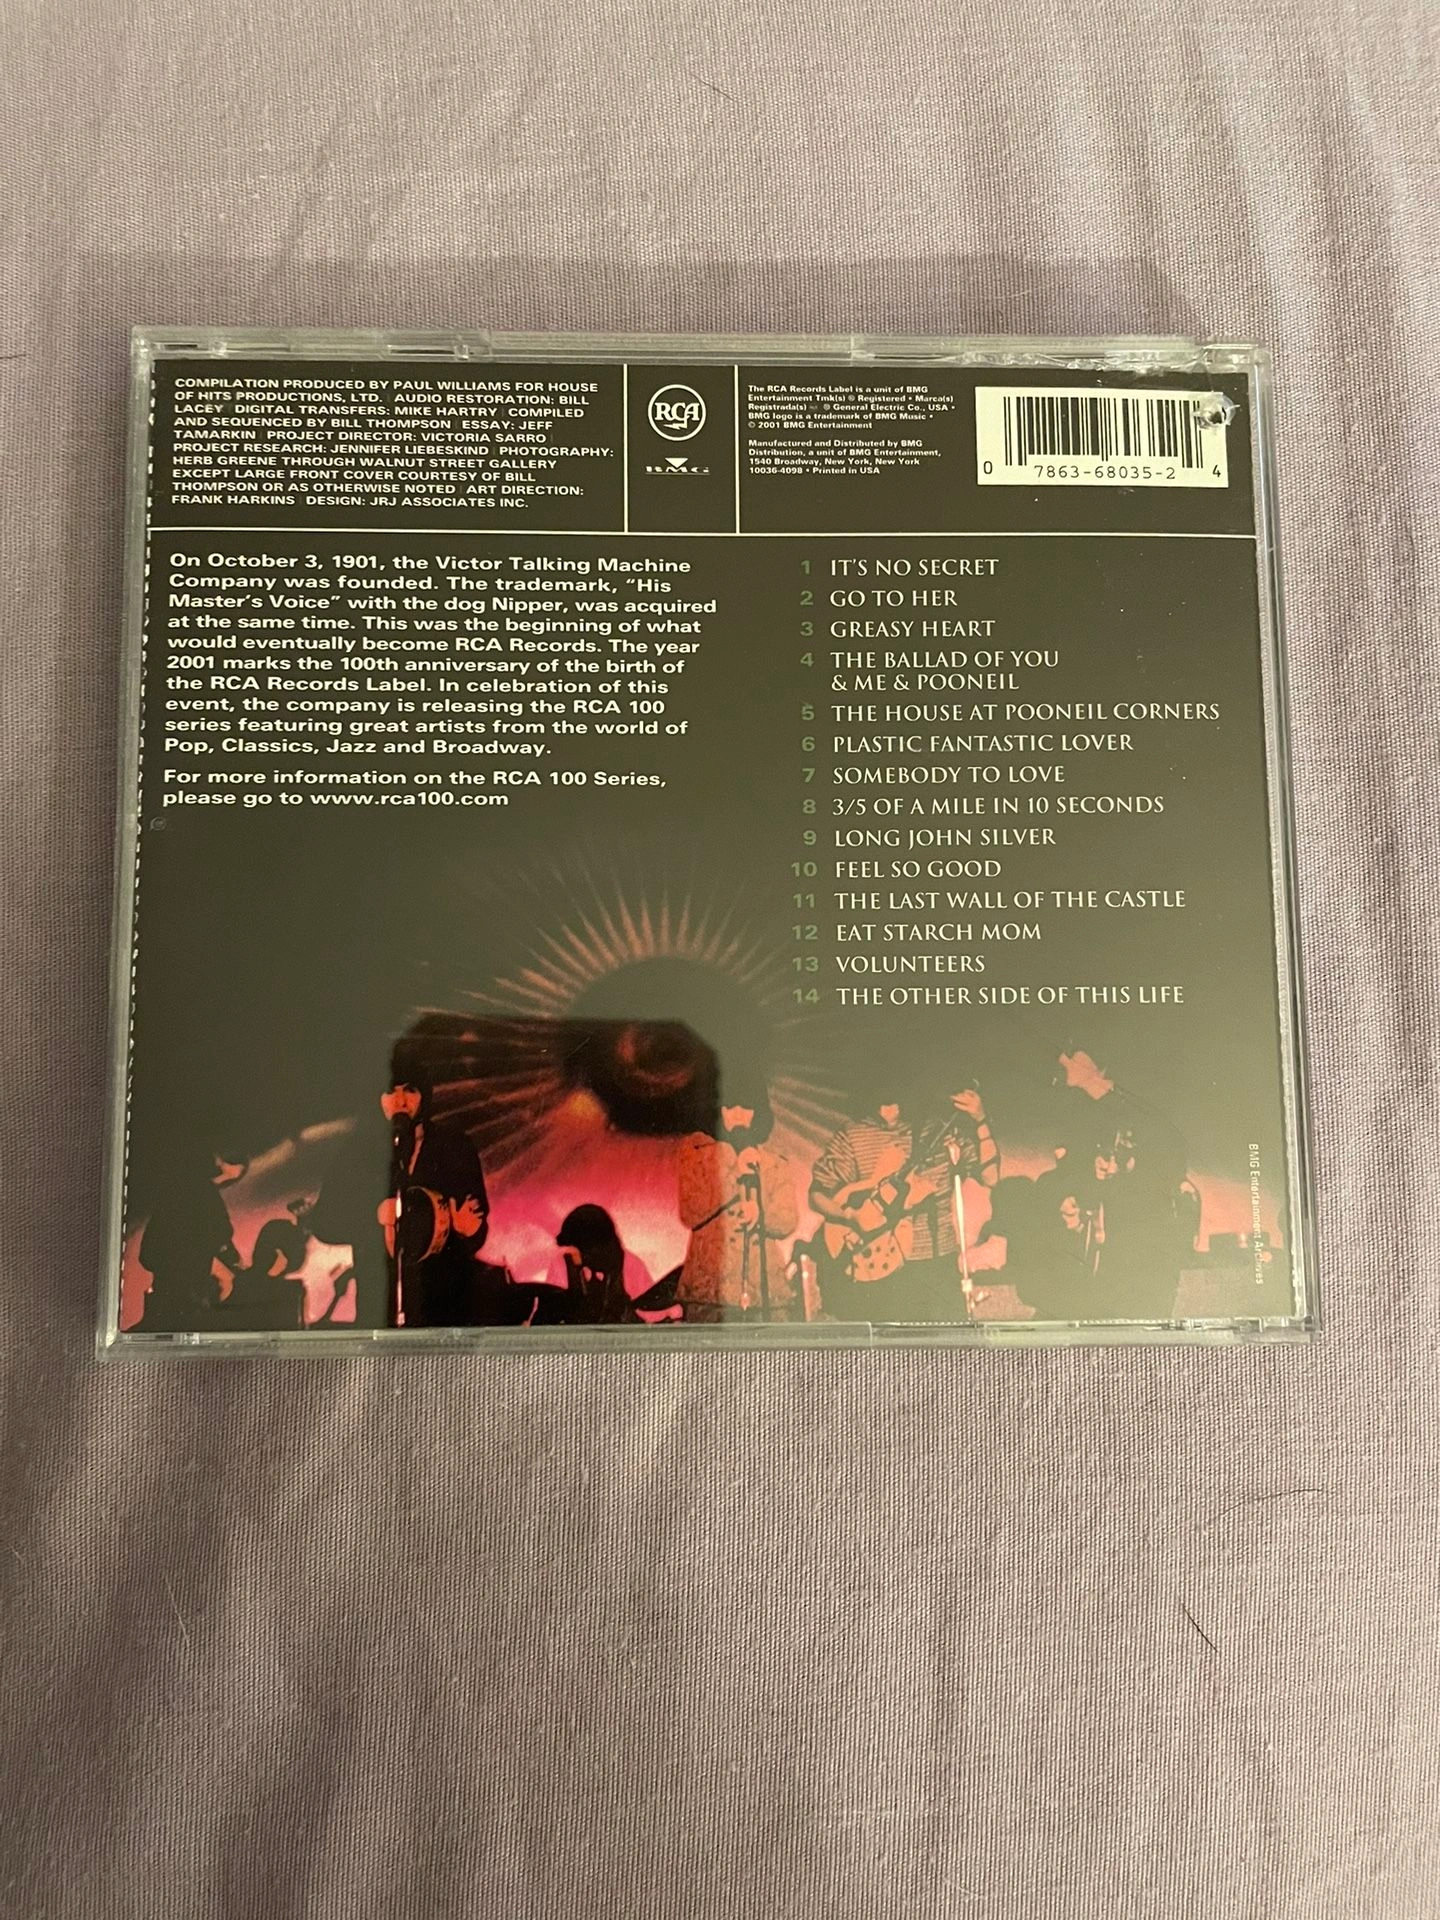 COMPILATION PRODUCED BY PAUL WILLIAMS FOR HOUSE
OF HITS PRODUCTIONS, LTD. | AUDIO RESTORATION: BILL
LACEY | DIGITAL TRANSFERS: MIKE HARTRY | COMPILED
AND SEQUENCED BY BILL THOMPSON | ESSAY: JEFF
TAMARKIN | PROJECT DIRECTOR: VICTORIA SARRO |
PROJECT RESEARCH: JENNIFER LIEBESKIND | PHOTOGRAPHY:
HERB GREENE THROUGH WALNUT STREET GALLERY
EXCEPT LARGE FRONT COVER COURTESY OF BILL
THOMPSON OR AS OTHERWISE NOTED | ART DIRECTION:
FRANK HARKINS | DESIGN: JRJ ASSOCIATES INC.
RCA
BMG
The RCA Records Label is a unit of BMG
Entertainment Tmk(s) ® Registered • Marca(s)
Registrada(s) ® General Electric Co., USA •
BMG logo is a trademark of BMG Music •
© 2001 BMG Entertainment
Manufactured and Distributed by BMG
Distribution, a unit of BMG Entertainment,
1540 Broadway, New York, New York
10036-4098 • Printed in USA
0 7863-68035-2 4
On October 3, 1901, the Victor Talking Machine
Company was founded. The trademark, “His
Master’s Voice” with the dog Nipper, was acquired
at the same time. This was the beginning of what
would eventually become RCA Records. The year
2001 marks the 100th anniversary of the birth of
the RCA Records Label. In celebration of this
event, the company is releasing the RCA 100
series featuring great artists from the world of
Pop, Classics, Jazz and Broadway.
For more information on the RCA 100 Series,
please go to www.rca100.com
1 IT'S NO SECRET
2 GO TO HER
3 GREASY HEART
4 THE BALLAD OF YOU
& ME & POONEIL
5 THE HOUSE AT POONEIL CORNERS
6 PLASTIC FANTASTIC LOVER
7 SOMEBODY TO LOVE
8 3/5 OF A MILE IN 10 SECONDS
9 LONG JOHN SILVER
10 FEEL SO GOOD
11 THE LAST WALL OF THE CASTLE
12 EAT STARCH MOM
13 VOLUNTEERS
14 THE OTHER SIDE OF THIS LIFE
BMG Entertainment Archives